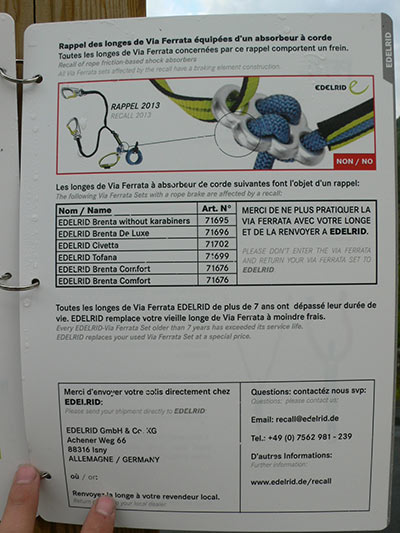 Rappel des longes de Via Ferrata équipées d'un absorbeur à corde
Toutes les longes de Via Ferrata concernées par ce rappel comportent un frein.
Recall of rope friction-based shock absorbers
All Via Ferrata sets affected by the recall have a braking element construction.
EDELRID
RAPPEL 2013
RECALL 2013
EDELRID
NON / NO
Les longes de Via Ferrata à absorbeur de corde suivantes font l'objet d'un rappel:
The following Via Ferrata Sets with a rope brake are affected by a recall:
Nom / Name Art. N°
EDELRID Brenta without karabiners 71695
EDELRID Brenta De Luxe 71696
EDELRID Civetta 71702
EDELRID Tofana 71699
EDELRID Brenta Comfort 71676
EDELRID Brenta Comfort 71676
MERCI DE NE PLUS PRATIQUER LA
VIA FERRATA AVEC VOTRE LONGE
ET DE LA RENVOYER A EDELRID.
PLEASE DON'T ENTER THE VIA FERRATA
AND RETURN YOUR VIA FERRATA SET TO
EDELRID
Toutes les longes de Via Ferrata EDELRID de plus de 7 ans ont dépassé leur durée de
vie. EDELRID remplace votre vieille longe de Via Ferrata à moindre frais.
Every EDELRID-Via Ferrata Set older than 7 years has exceeded its service life.
EDELRID replaces your used Via Ferrata Set at a special price.
Merci d'envoyer votre colis directement chez
EDELRID:
Please send your shipment directly to EDELRID
EDELRID GmbH & Co. KG
Achener Weg 66
88316 Isny
ALLEMAGNE / GERMANY
où / or:
Renvoyez la longe à votre revendeur local.
Return to your local dealer.
Questions: contactéz nous svp:
Questions: please contact us:
Email: recall@edelrid.de
Tel.: +49 (0) 7562 981 - 239
D'autres Informations:
Further Information:
www.edelrid.de/recall